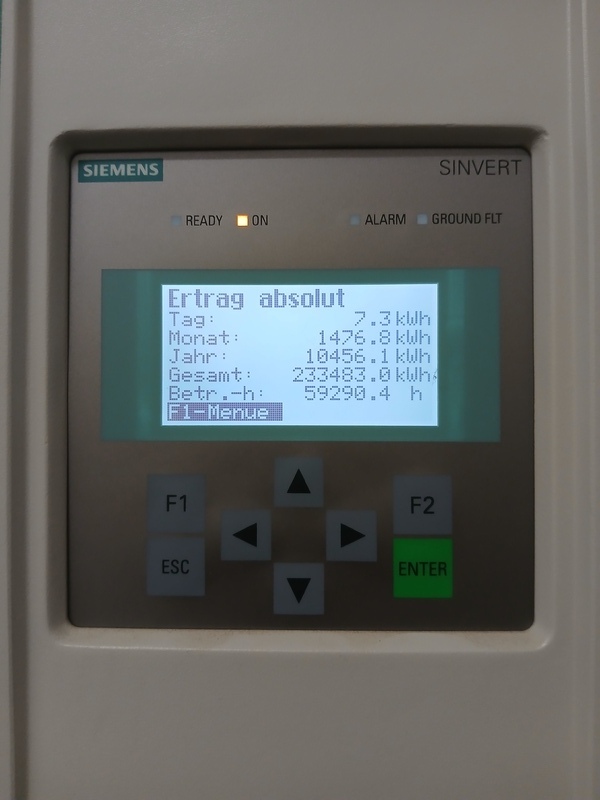 SIEMENS
SINVERT
READY ON ALARM GROUND FLT
Ertrag absolut
Tag: 7.3 kWh
Monat: 1476.8 kWh
Jahr: 10456.1 kWh
Gesamt: 233483.0 kWh
Betr.-h: 59290.4 h
F1-Menue
F1 F2
ESC ENTER